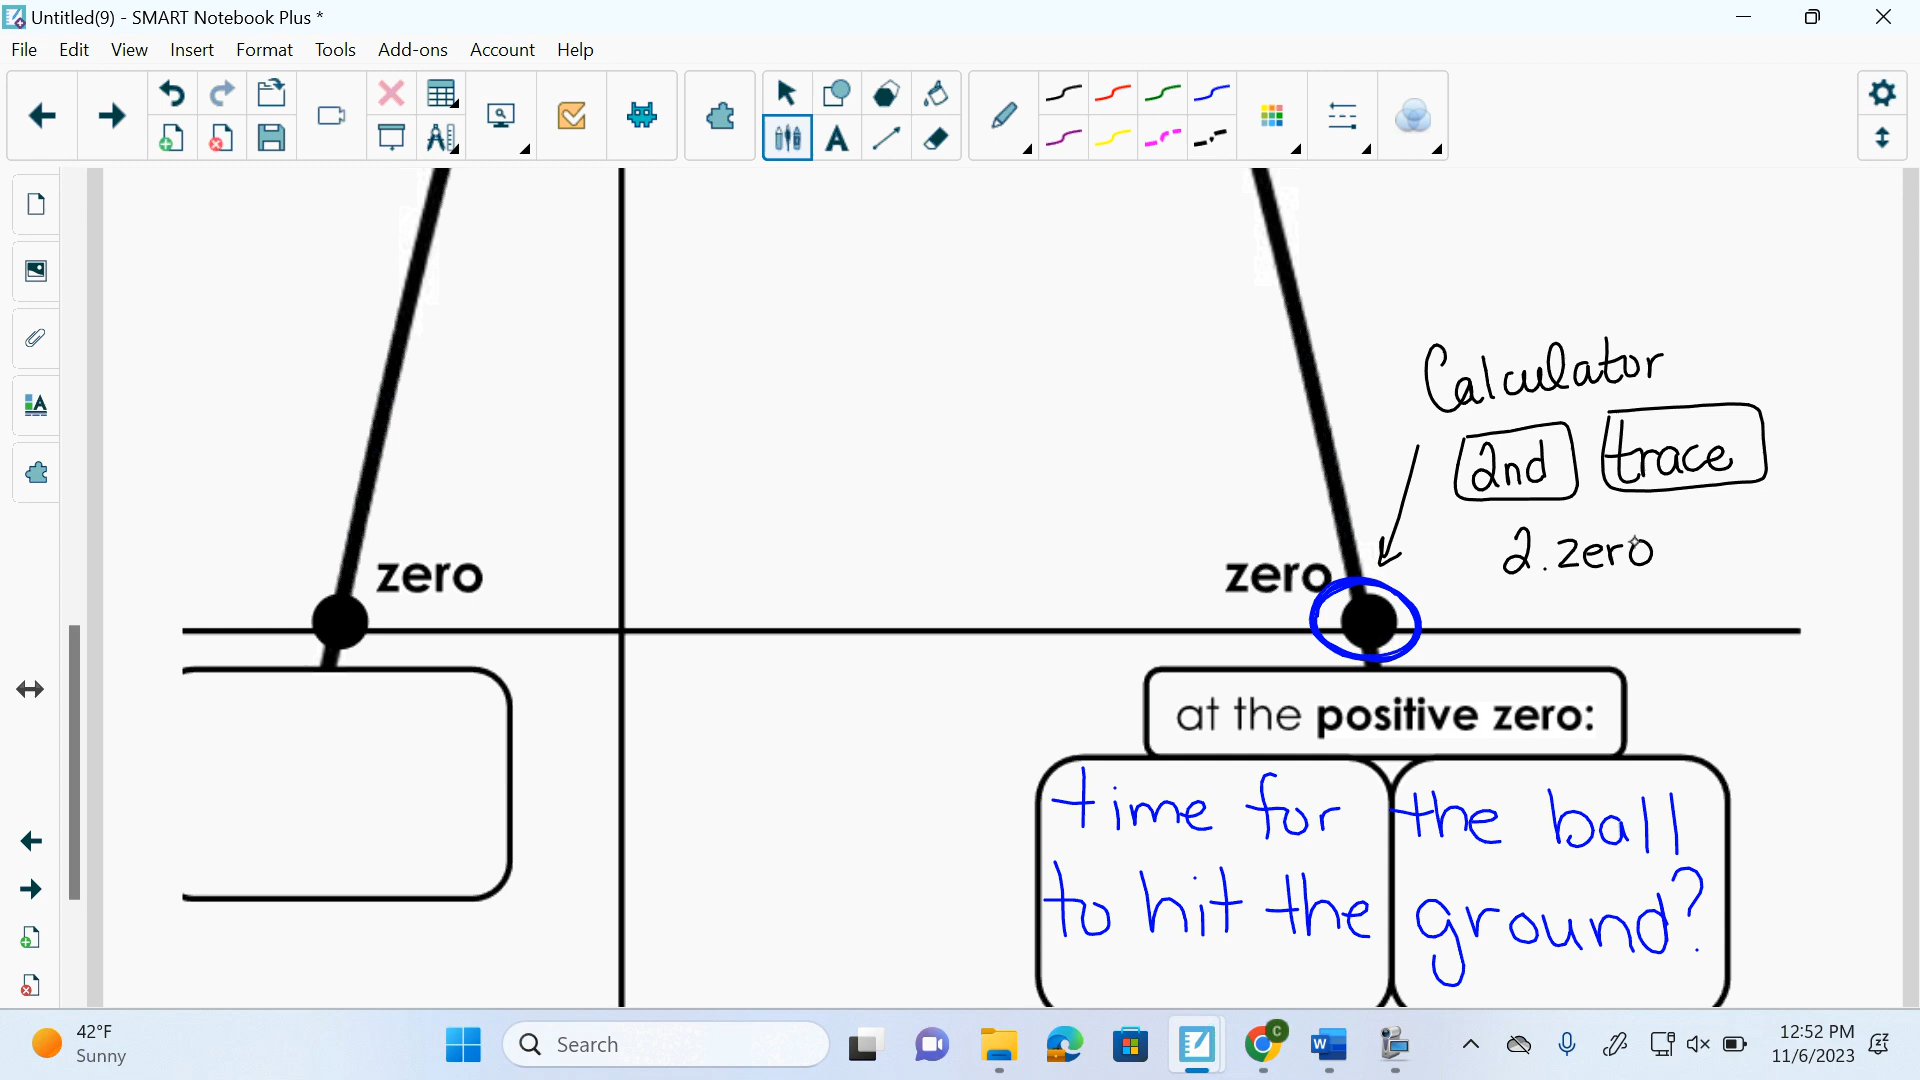 Untitled(9) - SMART Notebook Plus *
File Edit View Insert Format Tools Add-ons Account Help
Calculator
2nd trace
2.zero
zero
zero
at the positive zero:
time for the ball
to hit the ground?
42°F
Sunny
Search
12:52 PM
11/6/2023